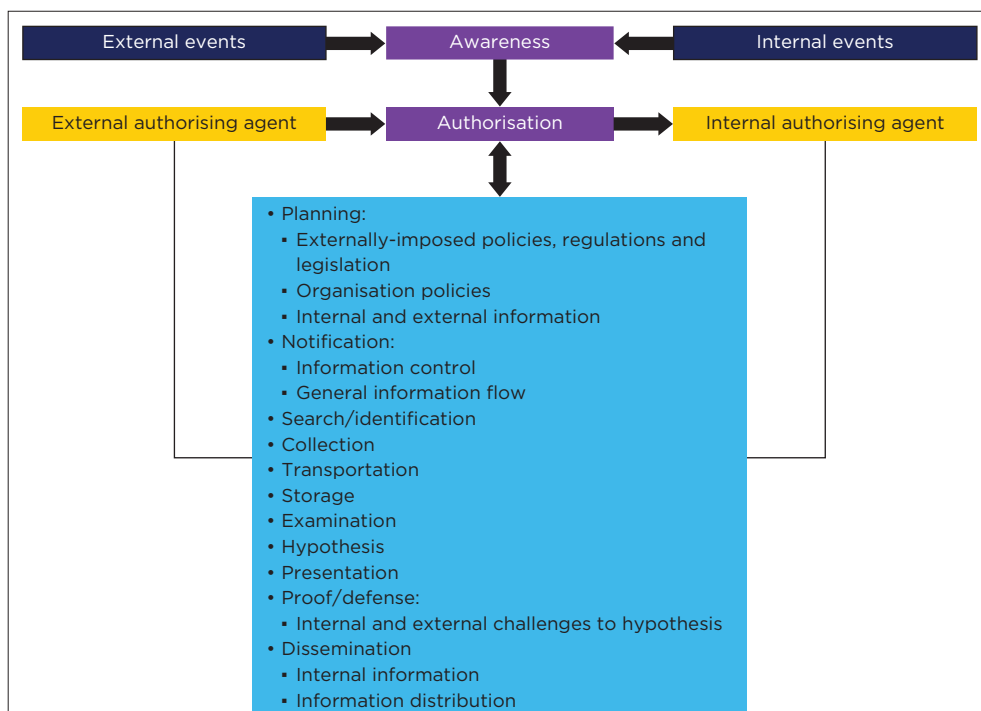 External events
Awareness
Internal events
External authorising agent
Authorisation
Internal authorising agent
• Planning:
▪ Externally-imposed policies, regulations and
legislation
▪ Organisation policies
▪ Internal and external information
• Notification:
▪ Information control
▪ General information flow
• Search/identification
• Collection
• Transportation
• Storage
• Examination
• Hypothesis
• Presentation
• Proof/defense:
▪ Internal and external challenges to hypothesis
• Dissemination
▪ Internal information
▪ Information distribution